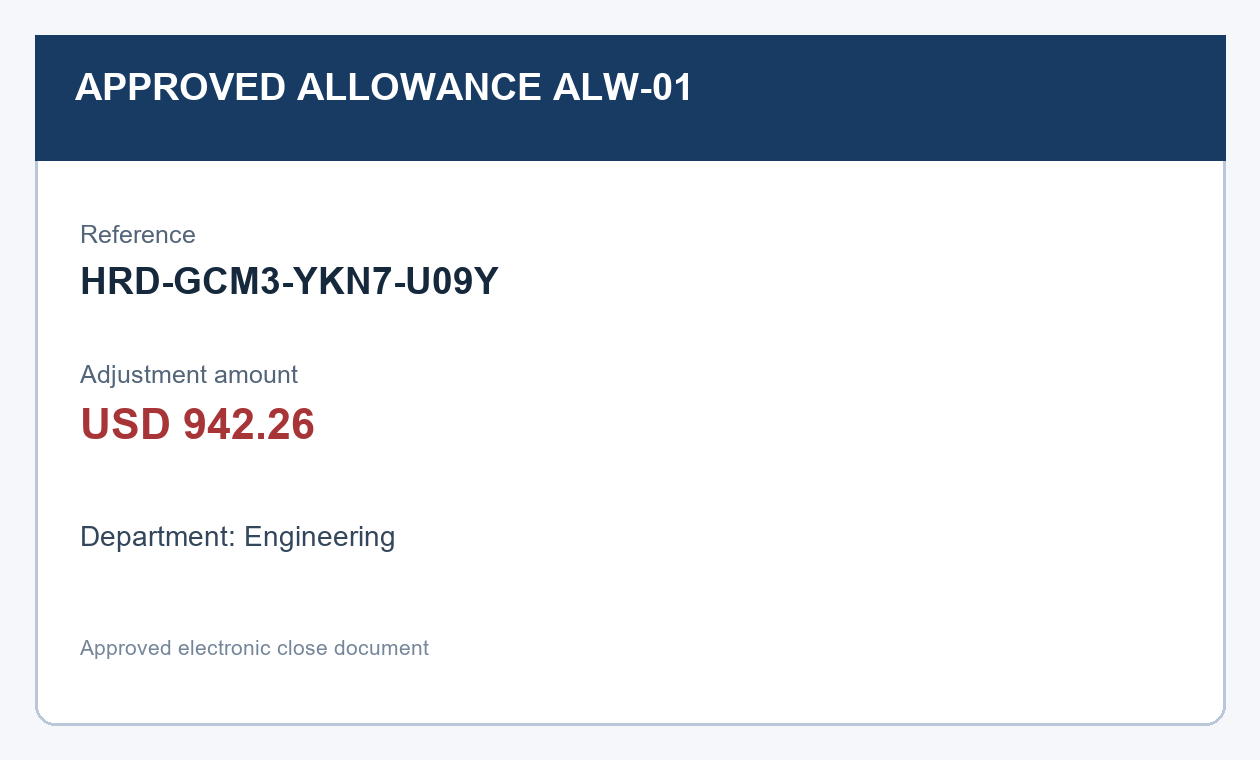 APPROVED ALLOWANCE ALW-01
Reference
HRD-GCM3-YKN7-U09Y
Adjustment amount
USD 942.26
Department: Engineering
Approved electronic close document